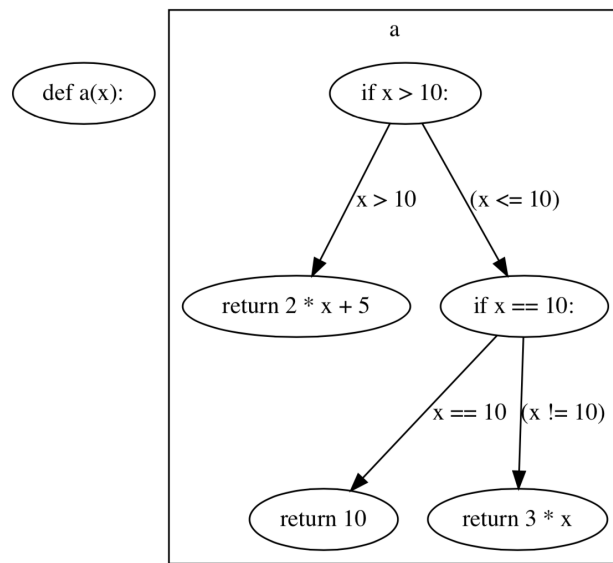 a
def a(x):
if x > 10:
x > 10
(x <= 10)
return 2 * x + 5
if x == 10:
x == 10
(x != 10)
return 10
return 3 * x